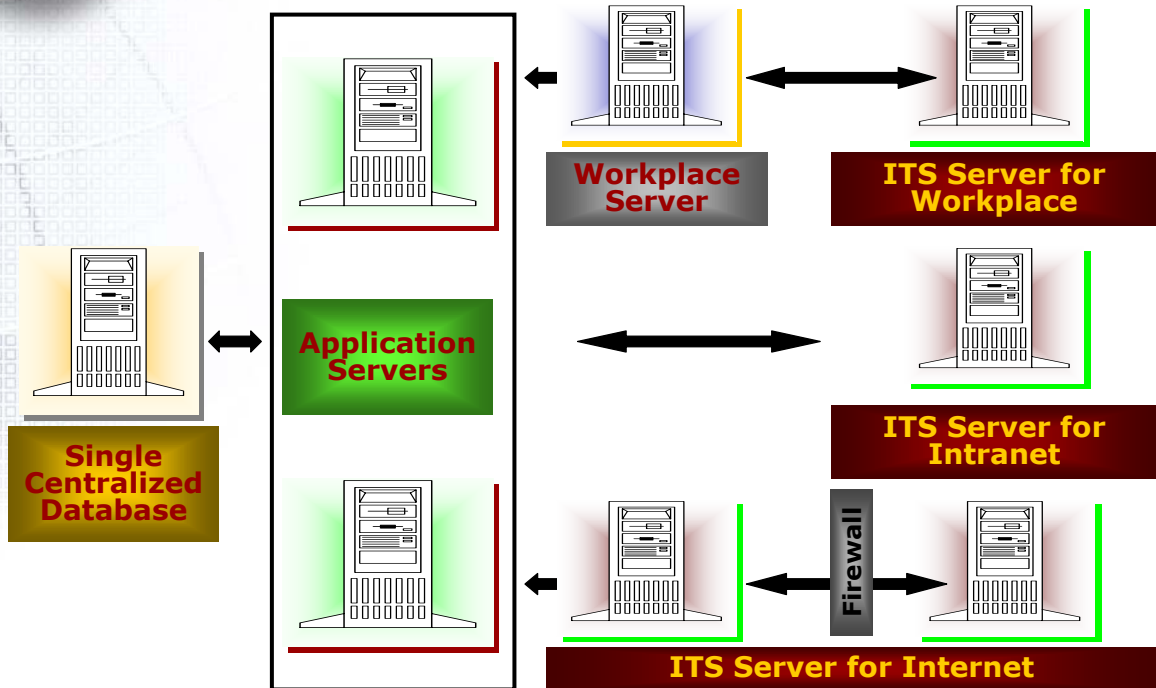 Workplace
Server
ITS Server for
Workplace
Application
Servers
Single
Centralized
Database
ITS Server for
Intranet
Firewall
ITS Server for Internet